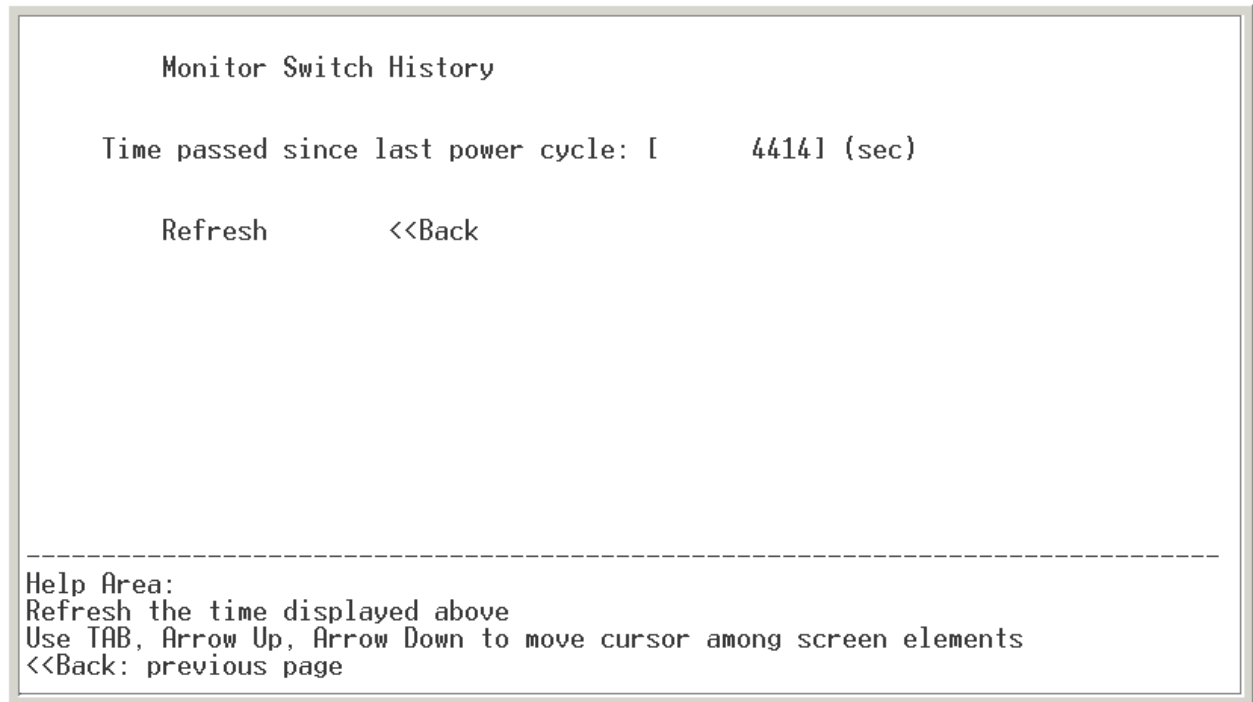 Monitor Switch History
Time passed since last power cycle: [      4414] (sec)
Refresh        <<Back
--------------------------------------------------------------------------------
Help Area:
Refresh the time displayed above
Use TAB, Arrow Up, Arrow Down to move cursor among screen elements
<<Back: previous page